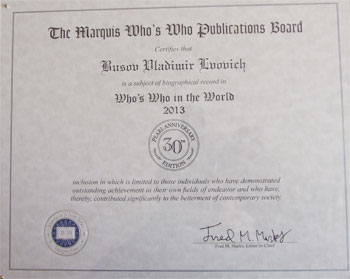 The Marquis Who's Who Publications Board
Certifies that
Busov Vladimir Lvovich
is a subject of biographical record in
Who's Who in the World
2013
PEARL ANNIVERSARY
30th
EDITION
inclusion in which is limited to those individuals who have demonstrated
outstanding achievement in their own fields of endeavor and who have,
thereby, contributed significantly to the betterment of contemporary society.
Fred M. Marks
Fred M. Marks, Editor-in-Chief